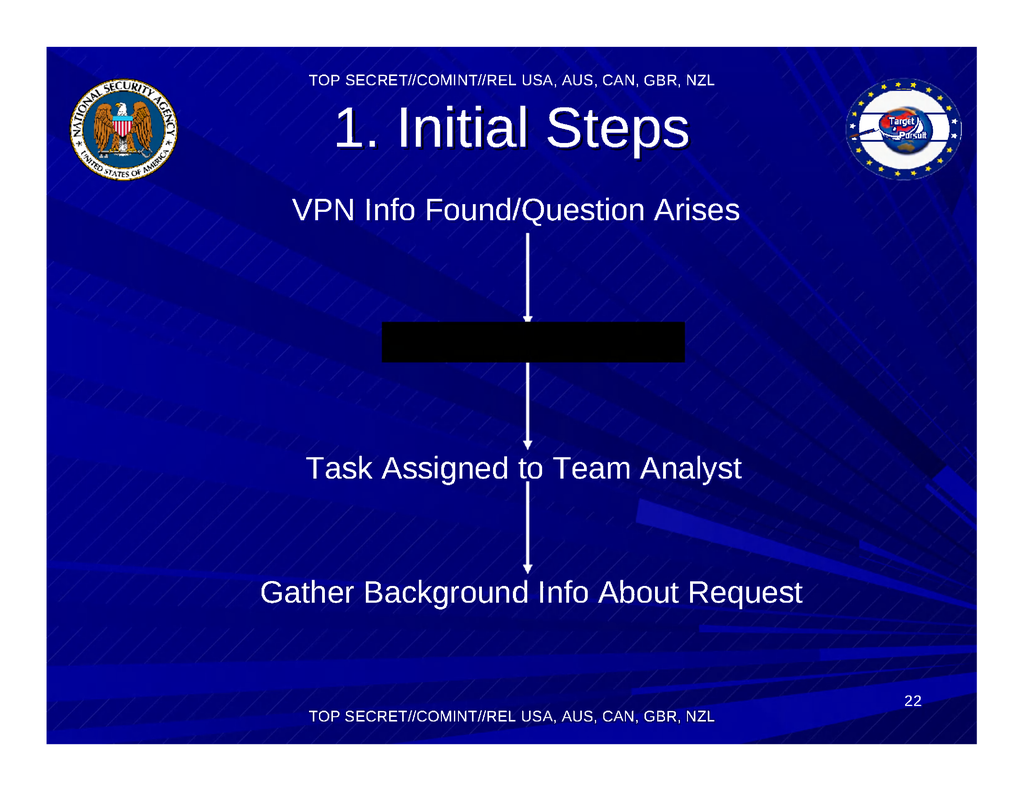 TOP SECRET//COMINT//REL USA, AUS, CAN, GBR, NZL
NATIONAL SECURITY AGENCY
UNITED STATES OF AMERICA
Target
Pursuit
1. Initial Steps
VPN Info Found/Question Arises
Task Assigned to Team Analyst
Gather Background Info About Request
22
TOP SECRET//COMINT//REL USA, AUS, CAN, GBR, NZL